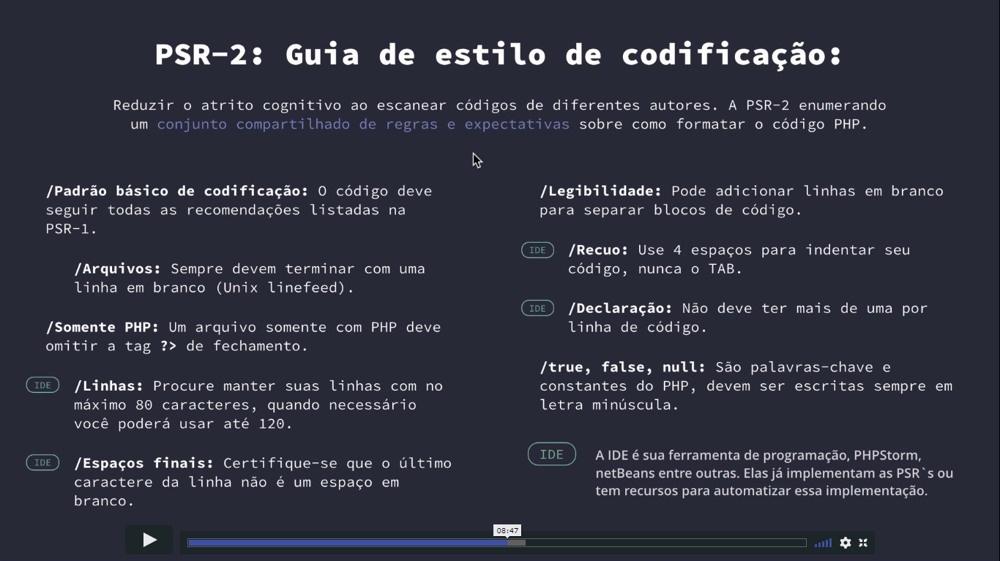 PSR-2: Guia de estilo de codificação:
Reduzir o atrito cognitivo ao escanear códigos de diferentes autores. A PSR-2 enumerando
um conjunto compartilhado de regras e expectativas sobre como formatar o código PHP.
/Padrão básico de codificação: O código deve
seguir todas as recomendações listadas na
PSR-1.
/Arquivos: Sempre devem terminar com uma
linha em branco (Unix linefeed).
/Somente PHP: Um arquivo somente com PHP deve
omitir a tag ?> de fechamento.
IDE /Linhas: Procure manter suas linhas com no
máximo 80 caracteres, quando necessário
você poderá usar até 120.
IDE /Espaços finais: Certifique-se que o último
caractere da linha não é um espaço em
branco.
/Legibilidade: Pode adicionar linhas em branco
para separar blocos de código.
IDE /Recuo: Use 4 espaços para indentar seu
código, nunca o TAB.
IDE /Declaração: Não deve ter mais de uma por
linha de código.
/true, false, null: São palavras-chave e
constantes do PHP, devem ser escritas sempre em
letra minúscula.
IDE A IDE é sua ferramenta de programação, PHPStorm,
netBeans entre outras. Elas já implementam as PSR`s ou
tem recursos para automatizar essa implementação.
08:47